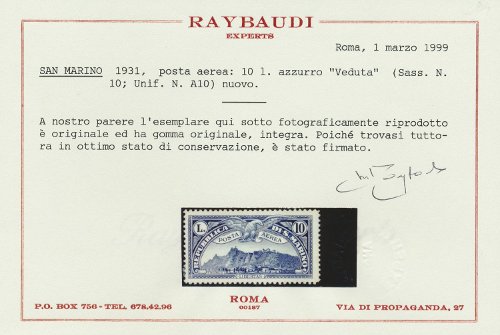 RAYBAUDI
EXPERTS
Roma, 1 marzo 1999
SAN MARINO 1931, posta aerea: 10 l. azzurro "Veduta" (Sass. N.
10; Unif. N. A10) nuovo.
A nostro parere l'esemplare qui sotto fotograficamente riprodotto
è originale ed ha gomma originale, integra. Poiché trovasi tutto-
ra in ottimo stato di conservazione, è stato firmato.
L. 10
POSTA AEREA
REPUBBLICA DI S. MARINO
P.O. BOX 756 - TEL. 678.42.96
ROMA
00187
VIA DI PROPAGANDA, 27